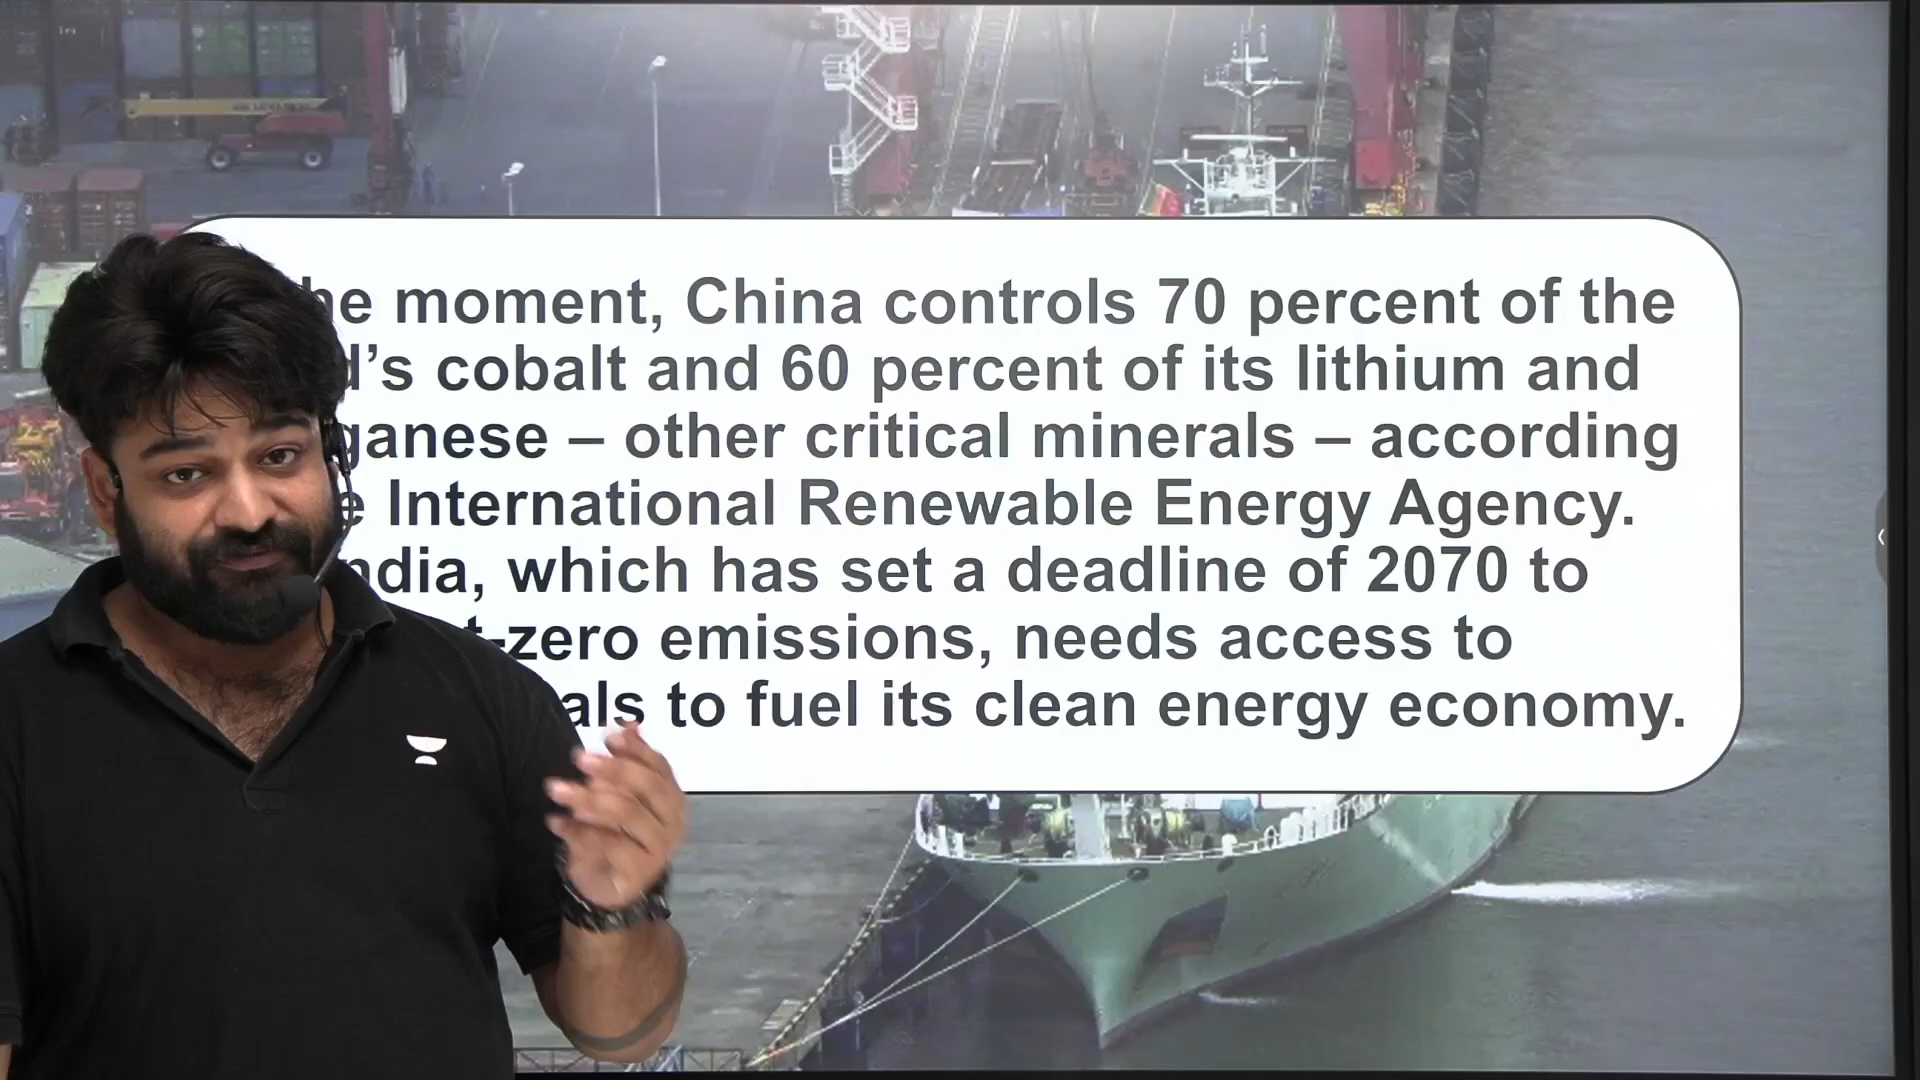 he moment, China controls 70 percent of the
d’s cobalt and 60 percent of its lithium and
ganese – other critical minerals – according
e International Renewable Energy Agency.
ndia, which has set a deadline of 2070 to
t-zero emissions, needs access to
als to fuel its clean energy economy.